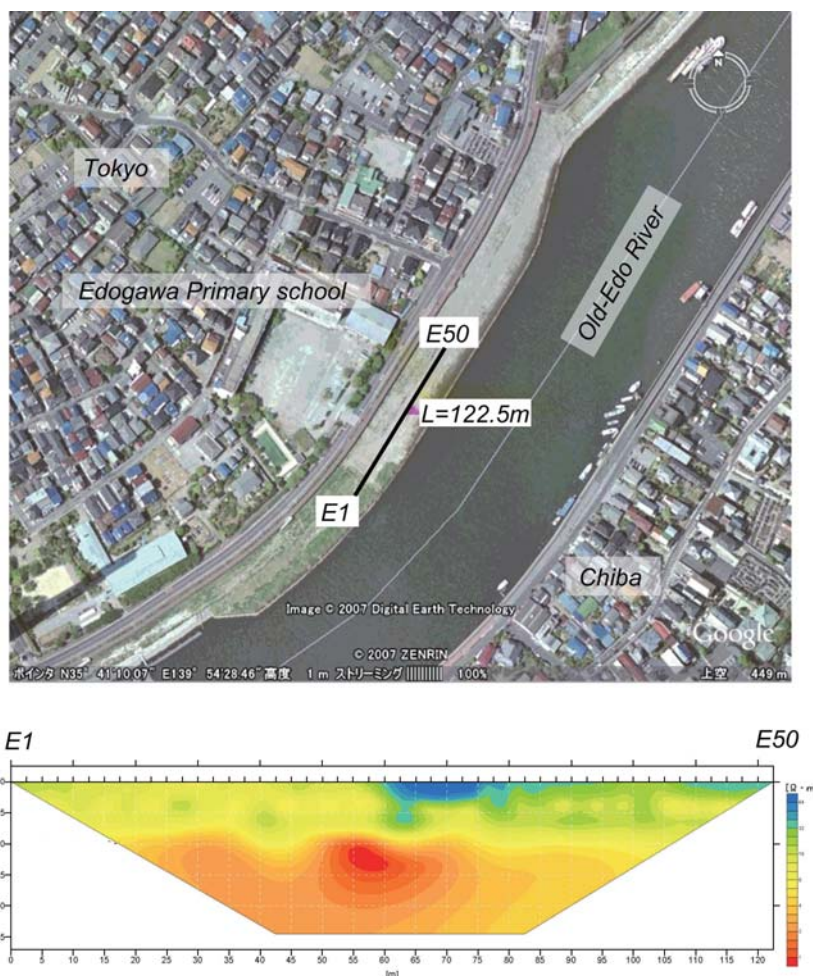 N
Tokyo
Old-Edo River
Edogawa Primary school
E50
L=122.5m
E1
Chiba
Image © 2007 Digital Earth Technology
Google
© 2007 ZENRIN
ポインタ N35° 41'10.07" E139° 54'28.46" 高度 1 m ストリーミング 100% 上空 449 m
E1
E50
0 5 10 15 20 25 30 35 40 45 50 55 60 65 70 75 80 85 90 95 100 105 110 115 120
[m]